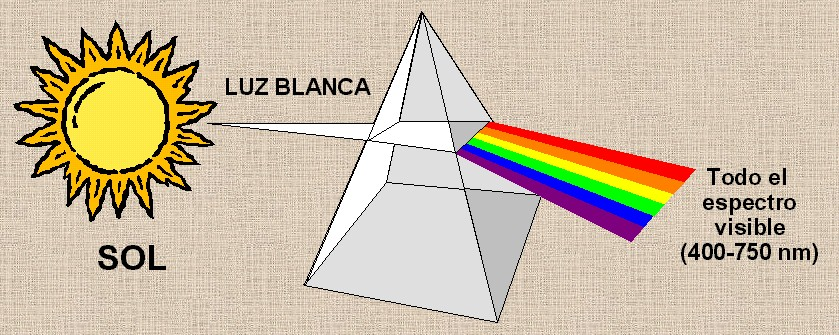 LUZ BLANCA
SOL
Todo el
espectro
visible
(400-750 nm)